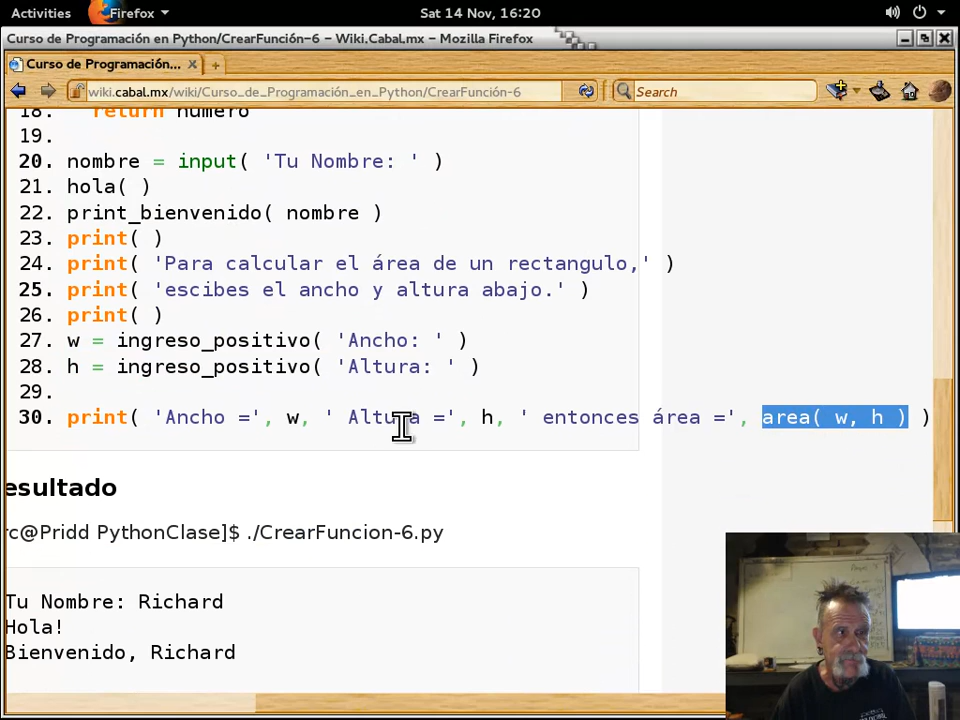 Activities Firefox Sat 14 Nov, 16:20
Curso de Programación en Python/CrearFunción-6 – Wiki.Cabal.mx – Mozilla Firefox
Curso de Programación...
wiki.cabal.mx/wiki/Curso_de_Programación_en_Python/CrearFunción-6 Search
18. return numero
19.
20. nombre = input( 'Tu Nombre: ' )
21. hola( )
22. print_bienvenido( nombre )
23. print( )
24. print( 'Para calcular el área de un rectangulo,' )
25. print( 'escibes el ancho y altura abajo.' )
26. print( )
27. w = ingreso_positivo( 'Ancho: ' )
28. h = ingreso_positivo( 'Altura: ' )
29.
30. print( 'Ancho =', w, ' Altura =', h, ' entonces área =', area( w, h ) )
esultado
rc@Pridd PythonClase]$ ./CrearFuncion-6.py
Tu Nombre: Richard
Hola!
Bienvenido, Richard